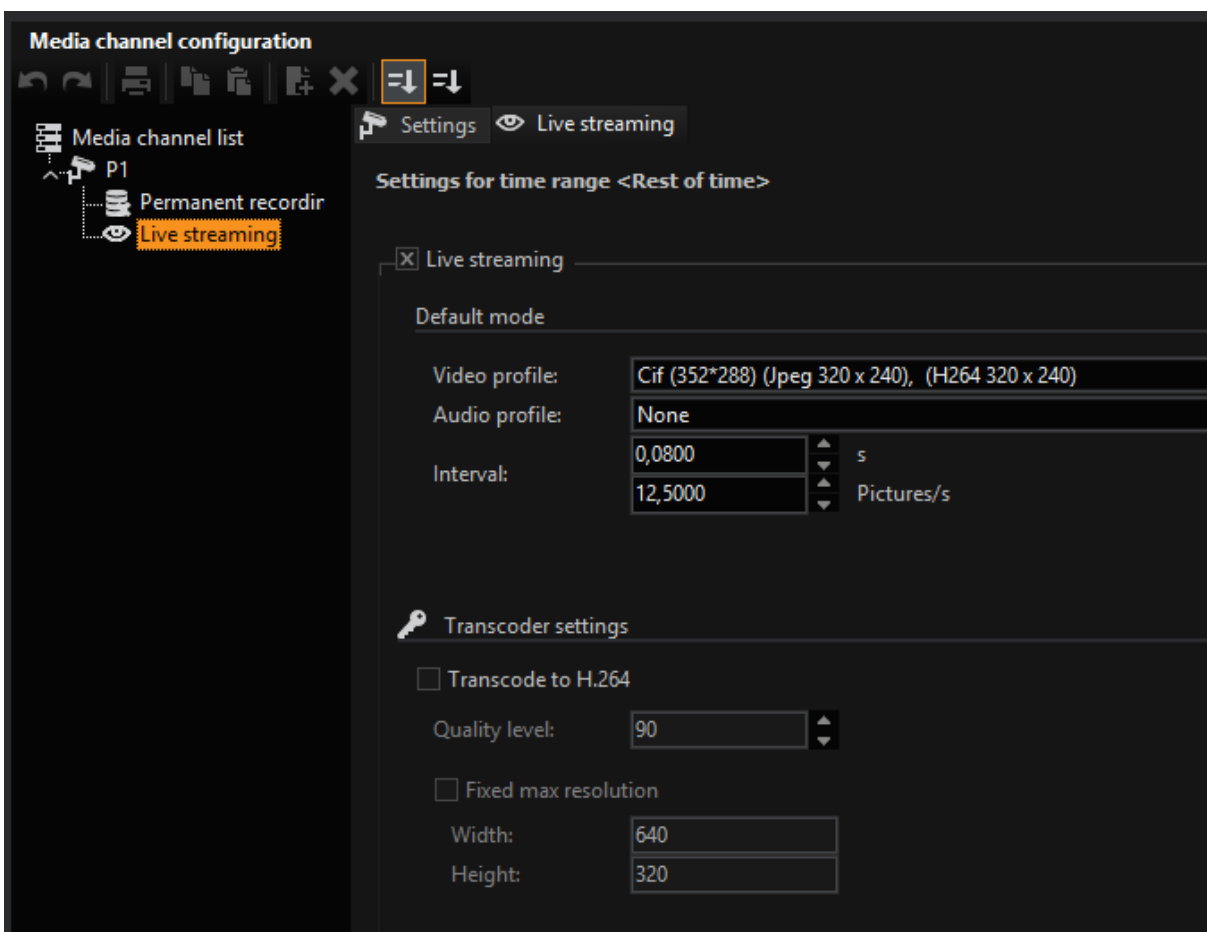 Media channel configuration
Media channel list
P1
Permanent recordin
Live streaming
Settings
Live streaming
Settings for time range <Rest of time>
Live streaming
Default mode
Video profile: Cif (352*288) (Jpeg 320 x 240), (H264 320 x 240)
Audio profile: None
Interval: 0,0800 s
12,5000 Pictures/s
Transcoder settings
Transcode to H.264
Quality level: 90
Fixed max resolution
Width: 640
Height: 320